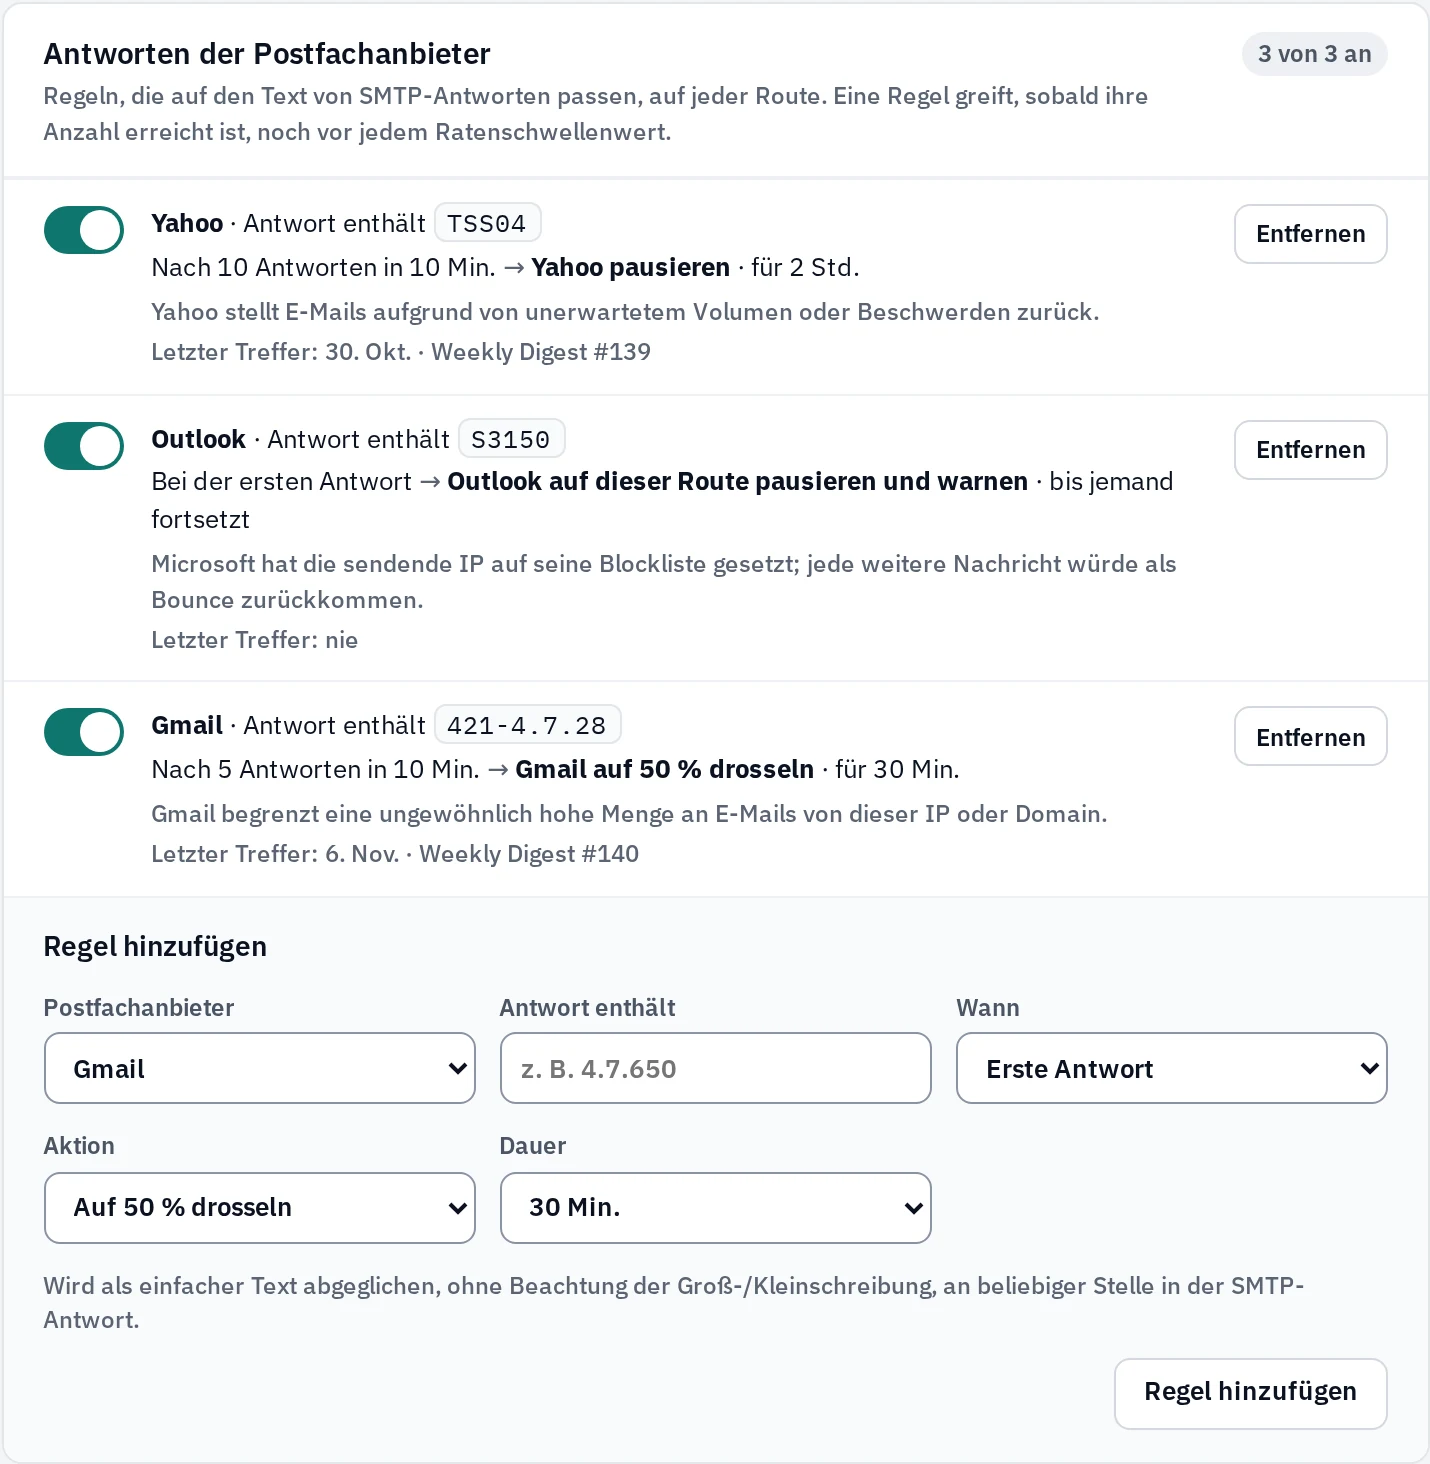 Antworten der Postfachanbieter
3 von 3 an
Regeln, die auf den Text von SMTP-Antworten passen, auf jeder Route. Eine Regel greift, sobald ihre
Anzahl erreicht ist, noch vor jedem Ratenschwellenwert.
Yahoo · Antwort enthält TSS04
Entfernen
Nach 10 Antworten in 10 Min. → Yahoo pausieren · für 2 Std.
Yahoo stellt E-Mails aufgrund von unerwartetem Volumen oder Beschwerden zurück.
Letzter Treffer: 30. Okt. · Weekly Digest #139
Outlook · Antwort enthält S3150
Entfernen
Bei der ersten Antwort → Outlook auf dieser Route pausieren und warnen · bis jemand
fortsetzt
Microsoft hat die sendende IP auf seine Blockliste gesetzt; jede weitere Nachricht würde als
Bounce zurückkommen.
Letzter Treffer: nie
Gmail · Antwort enthält 421-4.7.28
Entfernen
Nach 5 Antworten in 10 Min. → Gmail auf 50 % drosseln · für 30 Min.
Gmail begrenzt eine ungewöhnlich hohe Menge an E-Mails von dieser IP oder Domain.
Letzter Treffer: 6. Nov. · Weekly Digest #140
Regel hinzufügen
Postfachanbieter
Antwort enthält
Wann
Gmail
z. B. 4.7.650
Erste Antwort
Aktion
Dauer
Auf 50 % drosseln
30 Min.
Wird als einfacher Text abgeglichen, ohne Beachtung der Groß-/Kleinschreibung, an beliebiger Stelle in der SMTP-
Antwort.
Regel hinzufügen